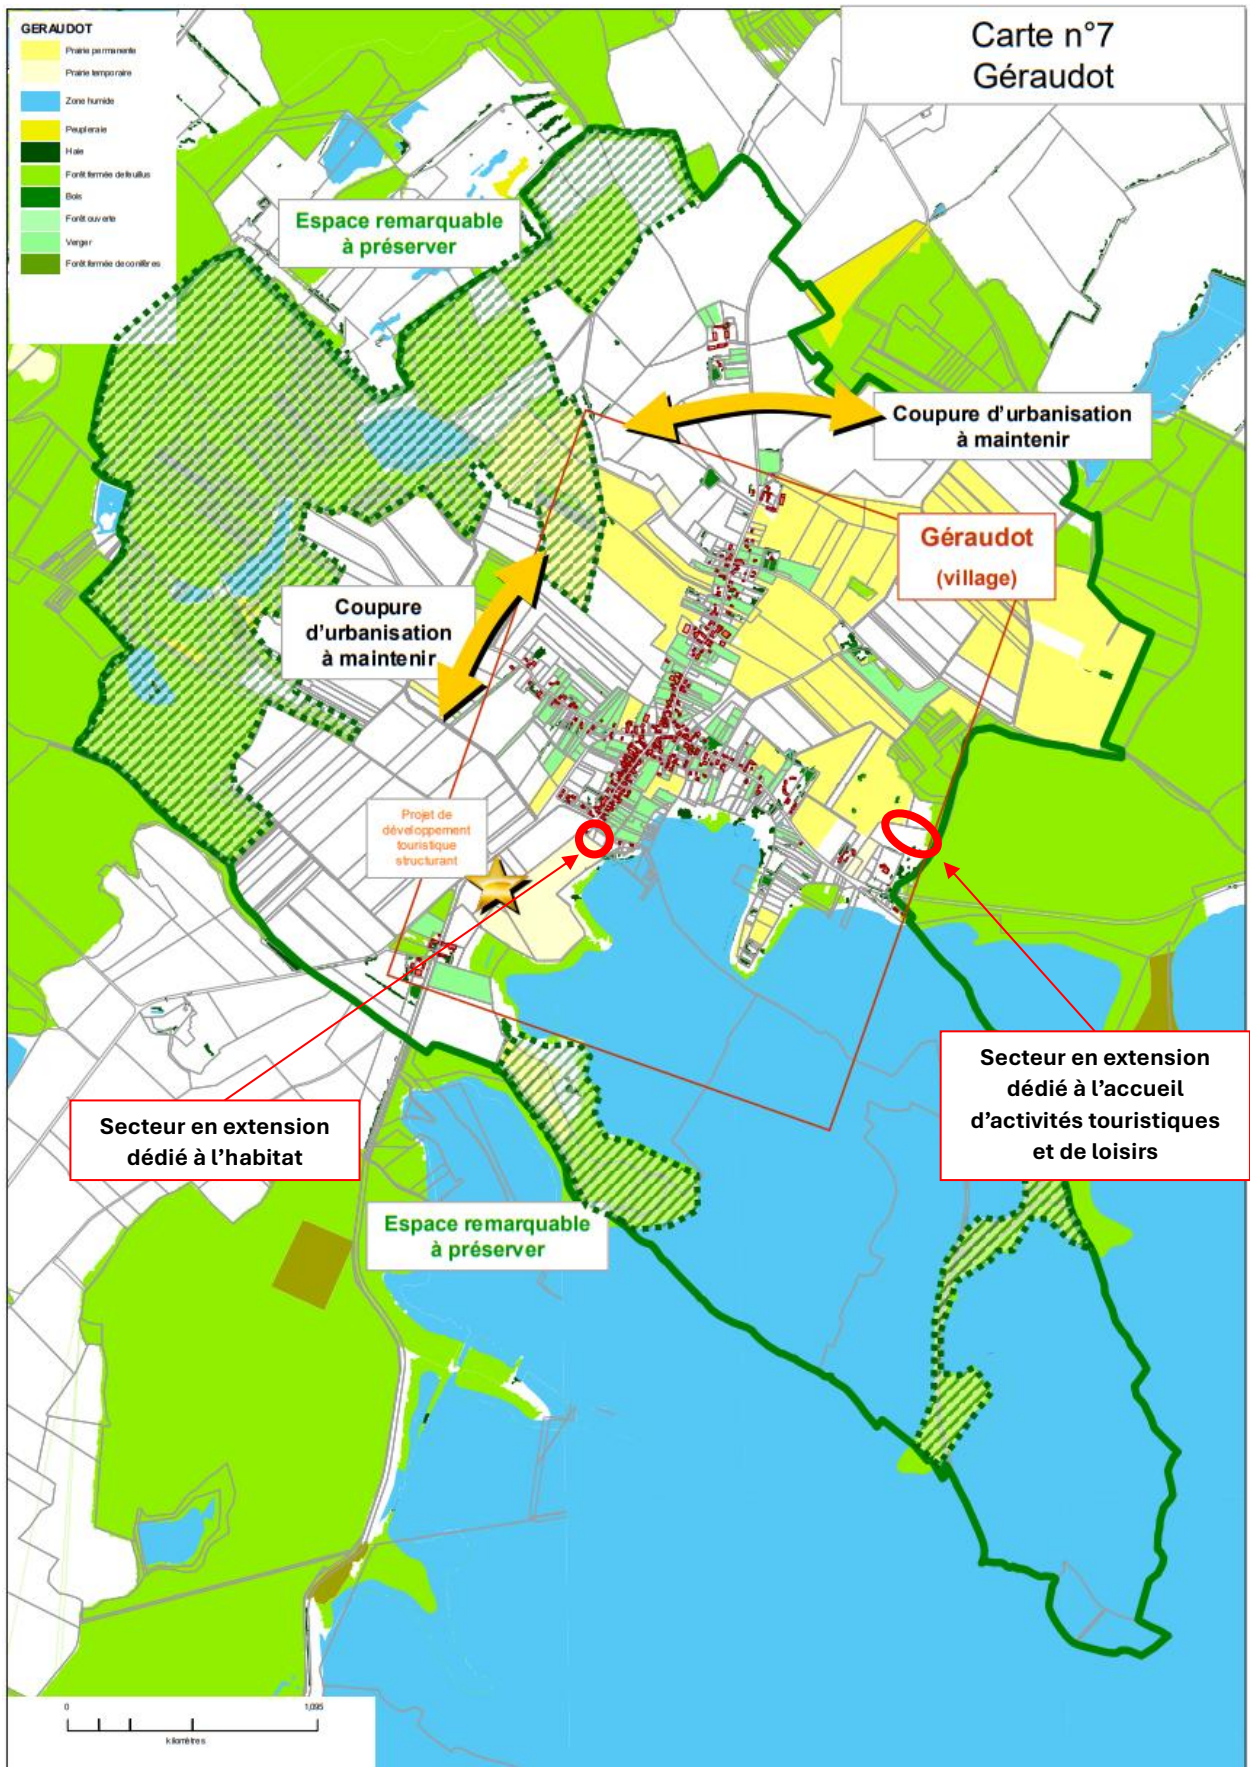 GERAUDOT
Prairie permanente
Prairie temporaire
Zone humide
Peupleraie
Haie
Forêt fermée de feuillus
Bois
Forêt ouverte
Verger
Forêt fermée de conifères
Carte n°7
Géraudot
Espace remarquable
à préserver
Coupure d'urbanisation
à maintenir
Géraudot
(village)
Coupure
d'urbanisation
à maintenir
Projet de
développement
touristique
structurant
Secteur en extension
dédié à l'habitat
Secteur en extension
dédié à l'accueil
d'activités touristiques
et de loisirs
Espace remarquable
à préserver
0 1,095
kilomètres